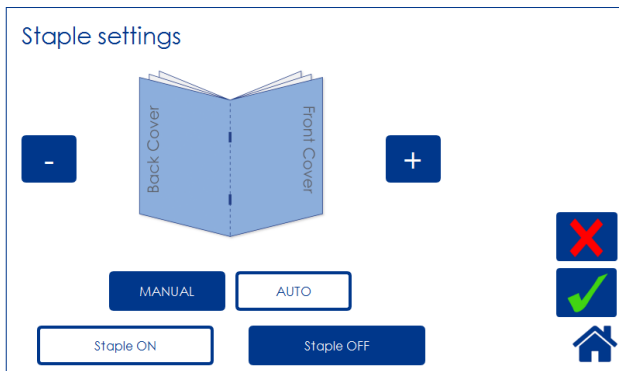 Staple settings
Back Cover
Front Cover
-
+
MANUAL
AUTO
Staple ON
Staple OFF